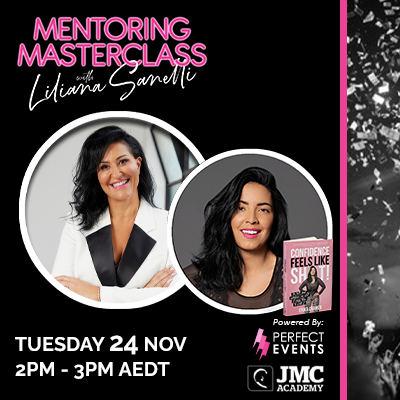 MENTORING
MASTERCLASS
with
Liliana Sanelli
CONFIDENCE
FEELS LIKE
SH*T!
Powered By:
PERFECT
EVENTS
JMC
ACADEMY
TUESDAY 24 NOV
2PM - 3PM AEDT